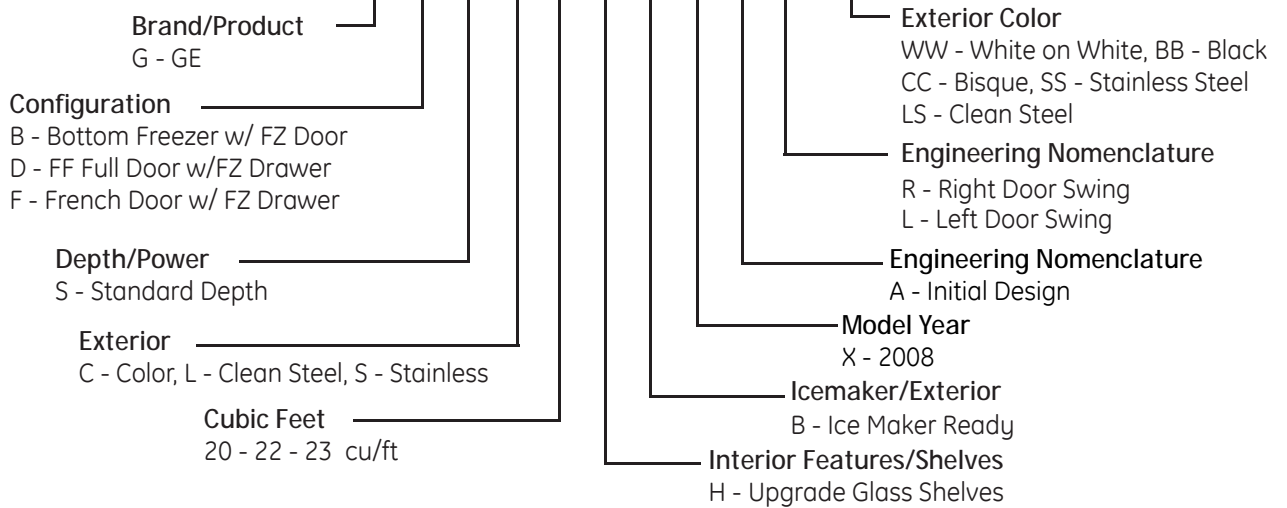 Brand/Product
G - GE
Configuration
B - Bottom Freezer w/ FZ Door
D - FF Full Door w/FZ Drawer
F - French Door w/ FZ Drawer
Depth/Power
S - Standard Depth
Exterior
C - Color, L - Clean Steel, S - Stainless
Cubic Feet
20 - 22 - 23 cu/ft
Exterior Color
WW - White on White, BB - Black
CC - Bisque, SS - Stainless Steel
LS - Clean Steel
Engineering Nomenclature
R - Right Door Swing
L - Left Door Swing
Engineering Nomenclature
A - Initial Design
Model Year
X - 2008
Icemaker/Exterior
B - Ice Maker Ready
Interior Features/Shelves
H - Upgrade Glass Shelves